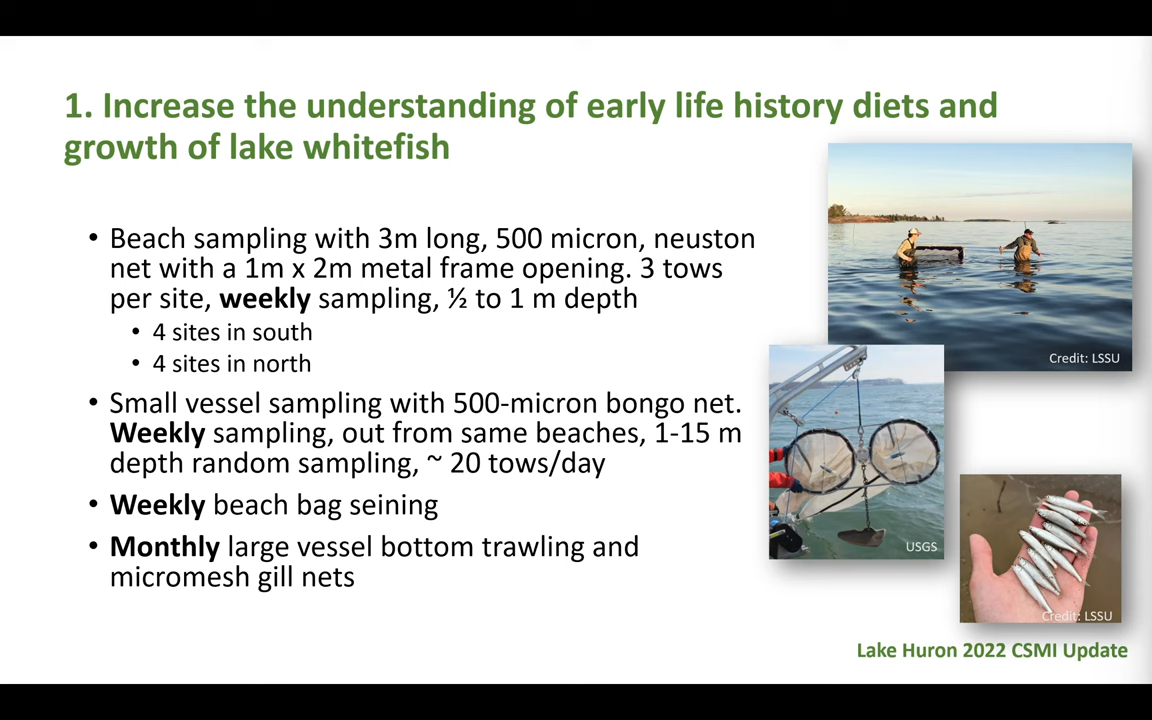 1. Increase the understanding of early life history diets and
growth of lake whitefish
• Beach sampling with 3m long, 500 micron, neuston
net with a 1m x 2m metal frame opening. 3 tows
per site, weekly sampling, ½ to 1 m depth
• 4 sites in south
• 4 sites in north
• Small vessel sampling with 500-micron bongo net.
Weekly sampling, out from same beaches, 1-15 m
depth random sampling, ~ 20 tows/day
• Weekly beach bag seining
• Monthly large vessel bottom trawling and
micromesh gill nets
Credit: LSSU
USGS
Credit: LSSU
Lake Huron 2022 CSMI Update